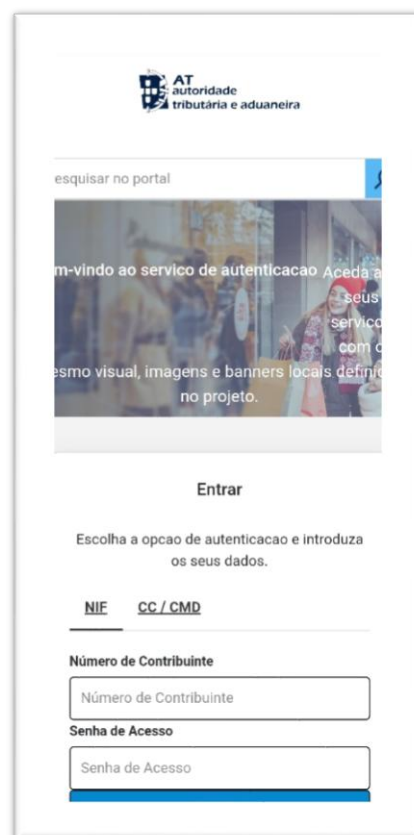 AT
autoridade
tributária e aduaneira
esquisar no portal
m-vindo ao servico de autenticacao Aceda a
seus
servico
com o
esmo visual, imagens e banners locais definid
no projeto.
Entrar
Escolha a opcao de autenticacao e introduza
os seus dados.
NIF CC / CMD
Número de Contribuinte
Número de Contribuinte
Senha de Acesso
Senha de Acesso